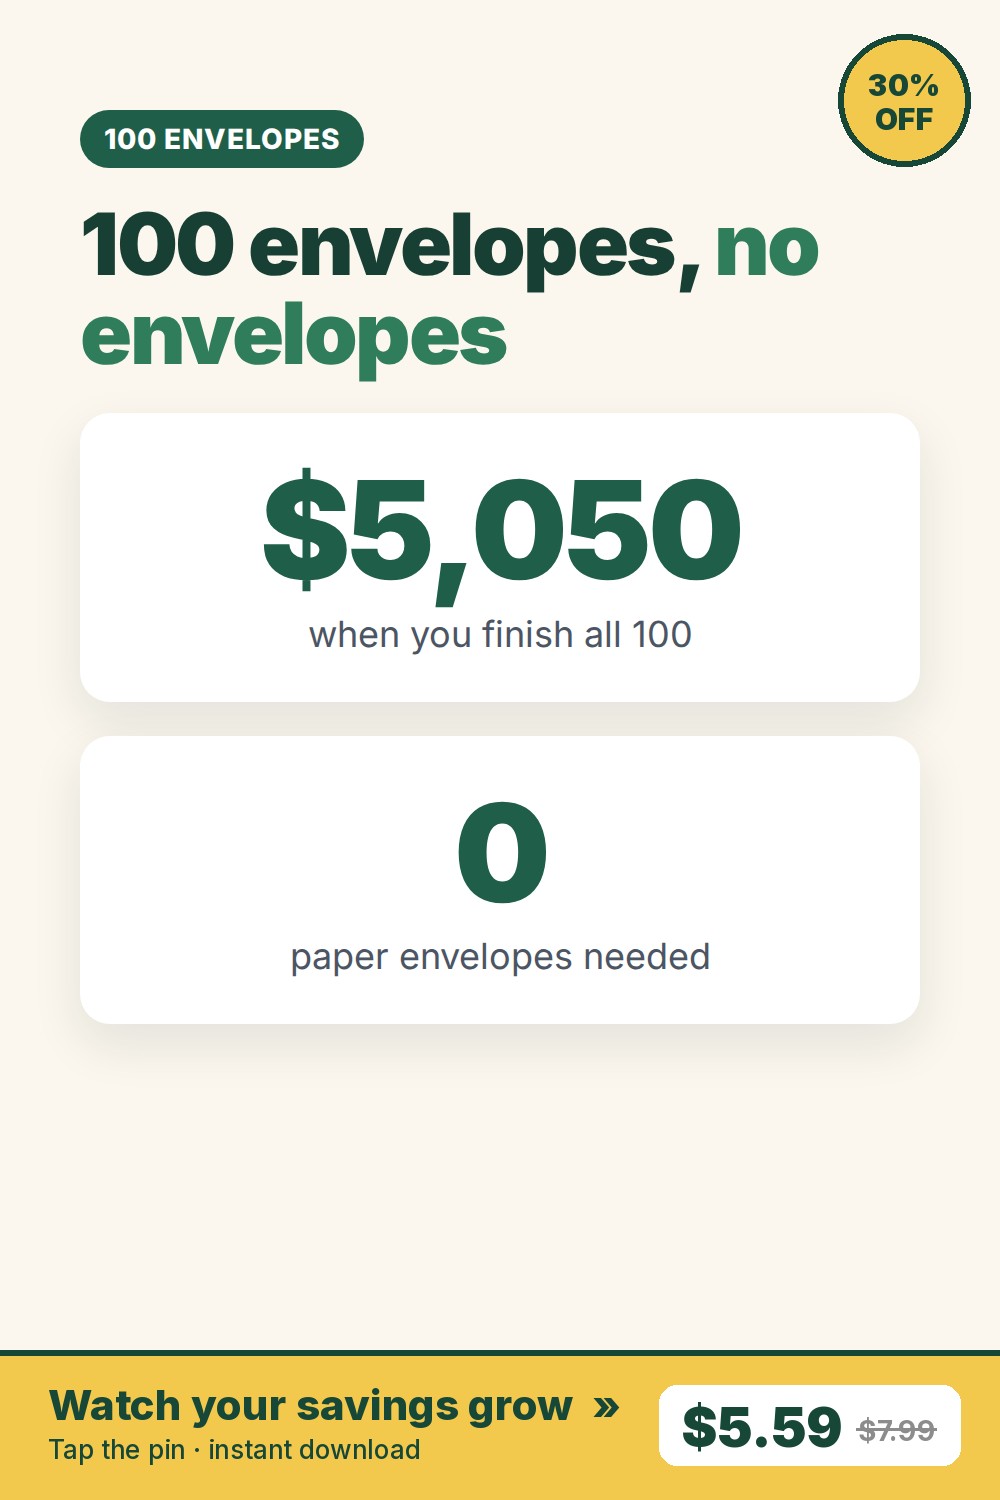 30%
OFF
100 ENVELOPES
100 envelopes, no
envelopes
$5,050
when you finish all 100
0
paper envelopes needed
Watch your savings grow »
Tap the pin · instant download
$5.59 $7.99